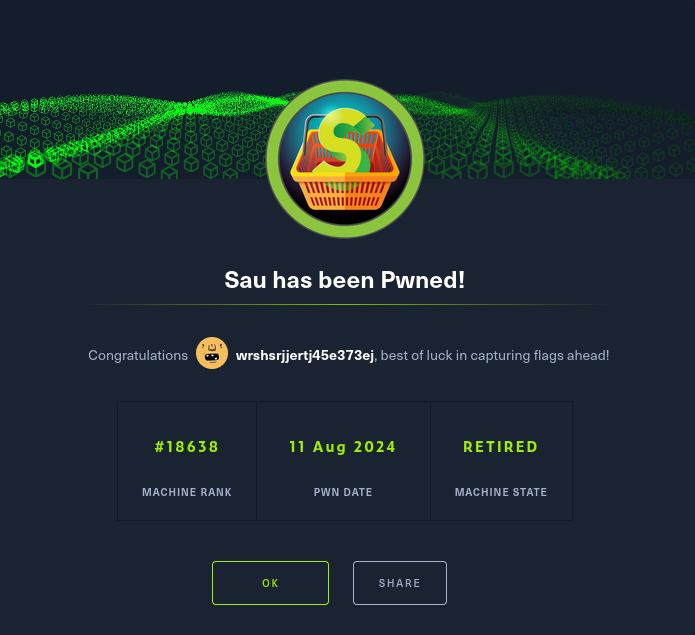 S
Sau has been Pwned!
Congratulations wrshsrjjertj45e373ej, best of luck in capturing flags ahead!
#18638 11 Aug 2024 RETIRED
MACHINE RANK PWN DATE MACHINE STATE
OK SHARE